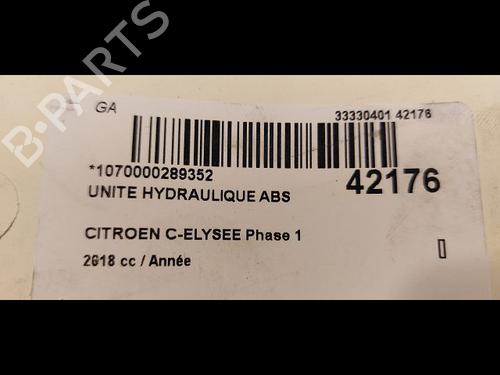 GA
33330401 42176
*1070000289352
42176
UNITE HYDRAULIQUE ABS
CITROEN C-ELYSEE Phase 1
2018 cc / Année
B-PARTS